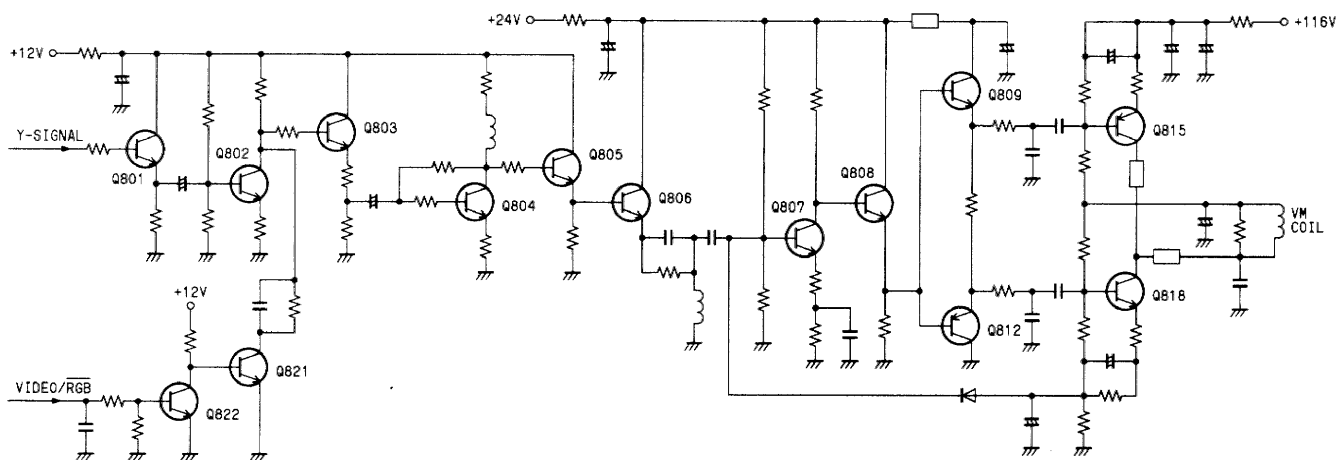 +24V
+116V
+12V
Q809
Y-SIGNAL
Q803
Q815
Q801
Q802
Q805
Q808
Q806
Q804
Q807
VM
COIL
+12V
Q818
Q812
Q821
VIDEO/RGB
Q822